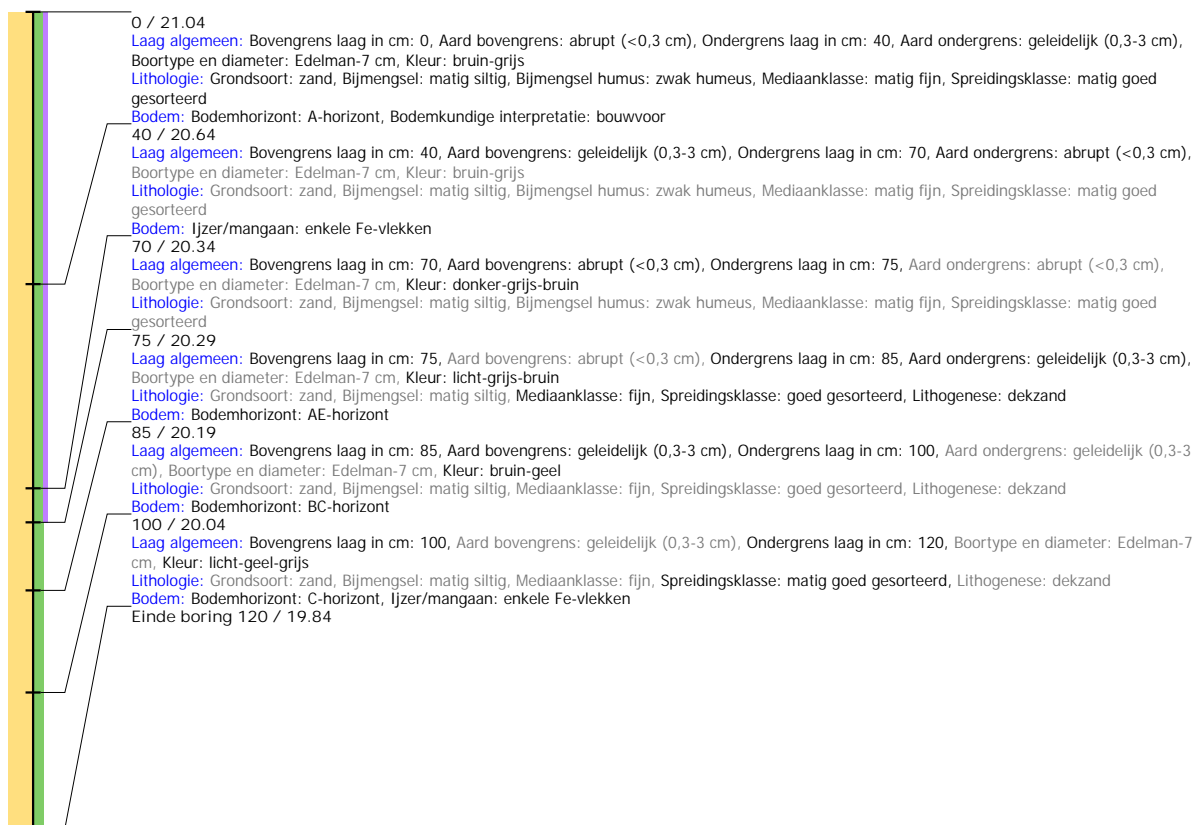 0 / 21.04
Laag algemeen: Bovengrens laag in cm: 0, Aard bovengrens: abrupt (<0,3 cm), Ondergrens laag in cm: 40, Aard ondergrens: geleidelijk (0,3-3 cm),
Boortype en diameter: Edelman-7 cm, Kleur: bruin-grijs
Lithologie: Grondsoort: zand, Bijmengsel: matig siltig, Bijmengsel humus: zwak humeus, Mediaanklasse: matig fijn, Spreidingsklasse: matig goed
gesorteerd
Bodem: Bodemhorizont: A-horizont, Bodemkundige interpretatie: bouwvoor
40 / 20.64
Laag algemeen: Bovengrens laag in cm: 40, Aard bovengrens: geleidelijk (0,3-3 cm), Ondergrens laag in cm: 70, Aard ondergrens: abrupt (<0,3 cm),
Boortype en diameter: Edelman-7 cm, Kleur: bruin-grijs
Lithologie: Grondsoort: zand, Bijmengsel: matig siltig, Bijmengsel humus: zwak humeus, Mediaanklasse: matig fijn, Spreidingsklasse: matig goed
gesorteerd
Bodem: Ijzer/mangaan: enkele Fe-vlekken
70 / 20.34
Laag algemeen: Bovengrens laag in cm: 70, Aard bovengrens: abrupt (<0,3 cm), Ondergrens laag in cm: 75, Aard ondergrens: abrupt (<0,3 cm),
Boortype en diameter: Edelman-7 cm, Kleur: donker-grijs-bruin
Lithologie: Grondsoort: zand, Bijmengsel: matig siltig, Bijmengsel humus: zwak humeus, Mediaanklasse: matig fijn, Spreidingsklasse: matig goed
gesorteerd
75 / 20.29
Laag algemeen: Bovengrens laag in cm: 75, Aard bovengrens: abrupt (<0,3 cm), Ondergrens laag in cm: 85, Aard ondergrens: geleidelijk (0,3-3 cm),
Boortype en diameter: Edelman-7 cm, Kleur: licht-grijs-bruin
Lithologie: Grondsoort: zand, Bijmengsel: matig siltig, Mediaanklasse: fijn, Spreidingsklasse: goed gesorteerd, Lithogenese: dekzand
Bodem: Bodemhorizont: AE-horizont
85 / 20.19
Laag algemeen: Bovengrens laag in cm: 85, Aard bovengrens: geleidelijk (0,3-3 cm), Ondergrens laag in cm: 100, Aard ondergrens: geleidelijk (0,3-3
cm), Boortype en diameter: Edelman-7 cm, Kleur: bruin-geel
Lithologie: Grondsoort: zand, Bijmengsel: matig siltig, Mediaanklasse: fijn, Spreidingsklasse: goed gesorteerd, Lithogenese: dekzand
Bodem: Bodemhorizont: BC-horizont
100 / 20.04
Laag algemeen: Bovengrens laag in cm: 100, Aard bovengrens: geleidelijk (0,3-3 cm), Ondergrens laag in cm: 120, Boortype en diameter: Edelman-7
cm, Kleur: licht-geel-grijs
Lithologie: Grondsoort: zand, Bijmengsel: matig siltig, Mediaanklasse: fijn, Spreidingsklasse: matig goed gesorteerd, Lithogenese: dekzand
Bodem: Bodemhorizont: C-horizont, Ijzer/mangaan: enkele Fe-vlekken
Einde boring 120 / 19.84